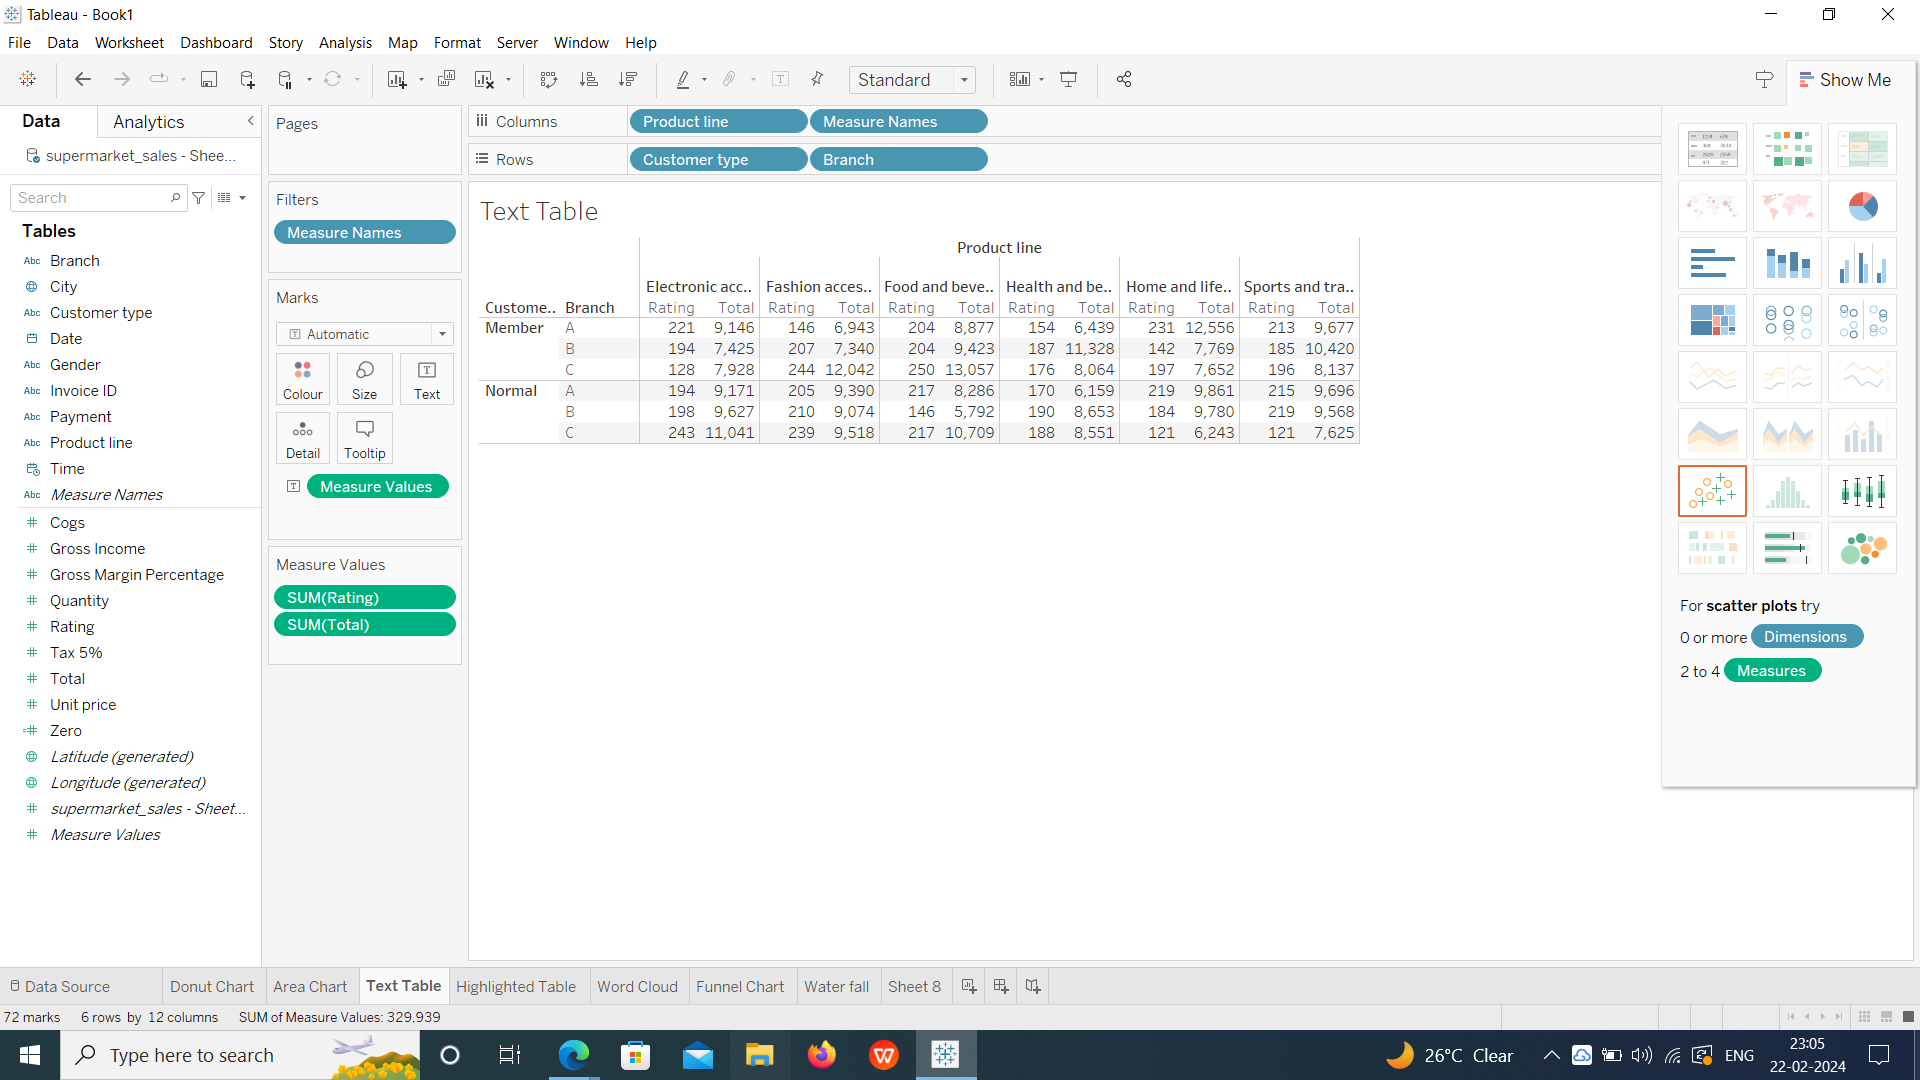 Tableau - Book1
File Data Worksheet Dashboard Story Analysis Map Format Server Window Help
Standard
Show Me
Data Analytics
supermarket_sales - Shee...
Search
Tables
Abc Branch
City
Abc Customer type
Date
Abc Gender
Abc Invoice ID
Abc Payment
Abc Product line
Time
Abc Measure Names
Cogs
Gross Income
Gross Margin Percentage
Quantity
Rating
Tax 5%
Total
Unit price
Zero
Latitude (generated)
Longitude (generated)
supermarket_sales - Sheet...
Measure Values
Pages
Filters
Measure Names
Marks
Automatic
Colour Size Text
Detail Tooltip
Measure Values
Measure Values
SUM(Rating)
SUM(Total)
Columns Product line Measure Names
Rows Customer type Branch
Text Table
Product line
Electronic acc.. Fashion acces.. Food and beve.. Health and be.. Home and life.. Sports and tra..
Custome.. Branch Rating Total Rating Total Rating Total Rating Total Rating Total Rating Total
Member A 221 9,146 146 6,943 204 8,877 154 6,439 231 12,556 213 9,677
B 194 7,425 207 7,340 204 9,423 187 11,328 142 7,769 185 10,420
C 128 7,928 244 12,042 250 13,057 176 8,064 197 7,652 196 8,137
Normal A 194 9,171 205 9,390 217 8,286 170 6,159 219 9,861 215 9,696
B 198 9,627 210 9,074 146 5,792 190 8,653 184 9,780 219 9,568
C 243 11,041 239 9,518 217 10,709 188 8,551 121 6,243 121 7,625
For scatter plots try
0 or more Dimensions
2 to 4 Measures
Data Source Donut Chart Area Chart Text Table Highlighted Table Word Cloud Funnel Chart Water fall Sheet 8
72 marks 6 rows by 12 columns SUM of Measure Values: 329,939
Type here to search
26°C Clear
ENG
23:05
22-02-2024